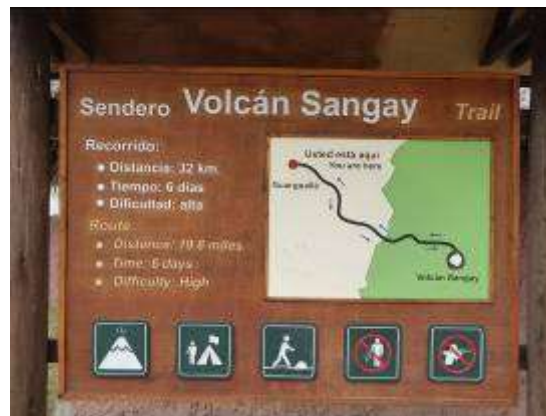 Sendero Volcán Sangay Trail
Recorrido:
Distancia: 32 km.
Tiempo: 6 días
Dificultad: alta
Route:
Distance: 19.8 miles
Time: 6 days
Difficulty: High
Usted está aquí
You are here
Volcán Sangay